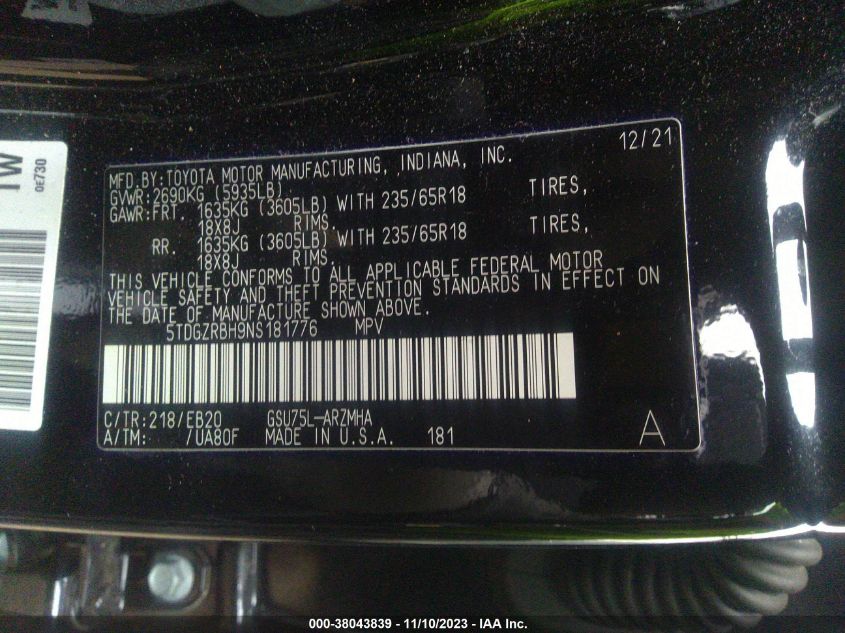 MFD.BY:TOYOTA MOTOR MANUFACTURING, INDIANA, INC. 12/21
GVWR:2690KG (5935LB)
GAWR:FRT. 1635KG (3605LB) WITH 235/65R18 TIRES,
18X8J RIMS.
RR. 1635KG (3605LB) WITH 235/65R18 TIRES,
18X8J RIMS.
THIS VEHICLE CONFORMS TO ALL APPLICABLE FEDERAL MOTOR
VEHICLE SAFETY AND THEFT PREVENTION STANDARDS IN EFFECT ON
THE DATE OF MANUFACTURE SHOWN ABOVE.
5TDGZRBH9NS181776 MPV
C/TR:218/EB20 GSU75L-ARZMHA
A/TM: /UA80F MADE IN U.S.A. 181 A
1W
0E730
000-38043839 - 11/10/2023 - IAA Inc.